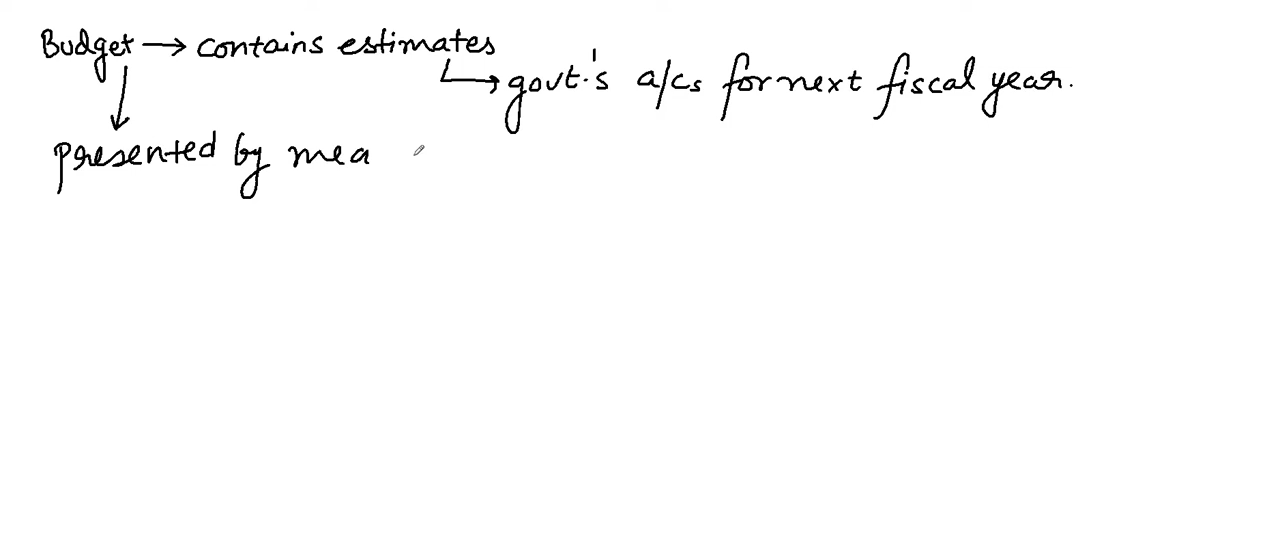 Budget → contains estimates
↳ govt.'s a/cs for next fiscal year.
presented by mea